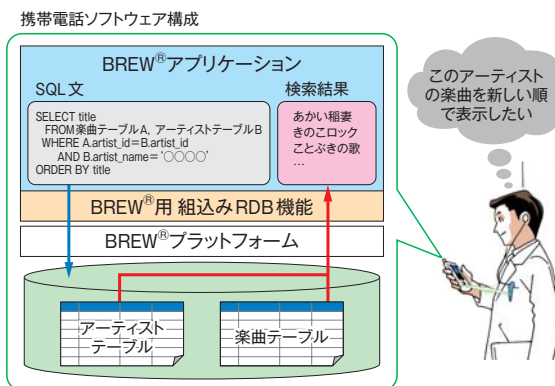 携帯電話ソフトウェア構成
BREW®アプリケーション
SQL文
SELECT title
FROM楽曲テーブルA, アーティストテーブルB
WHERE A.artist_id=B.artist_id
AND B.artist_name='○○○○'
ORDER BY title
検索結果
あかい稲妻
きのこロック
ことぶきの歌
…
BREW®用 組込みRDB機能
BREW®プラットフォーム
アーティスト
テーブル
楽曲テーブル
このアーティスト
の楽曲を新しい順
で表示したい